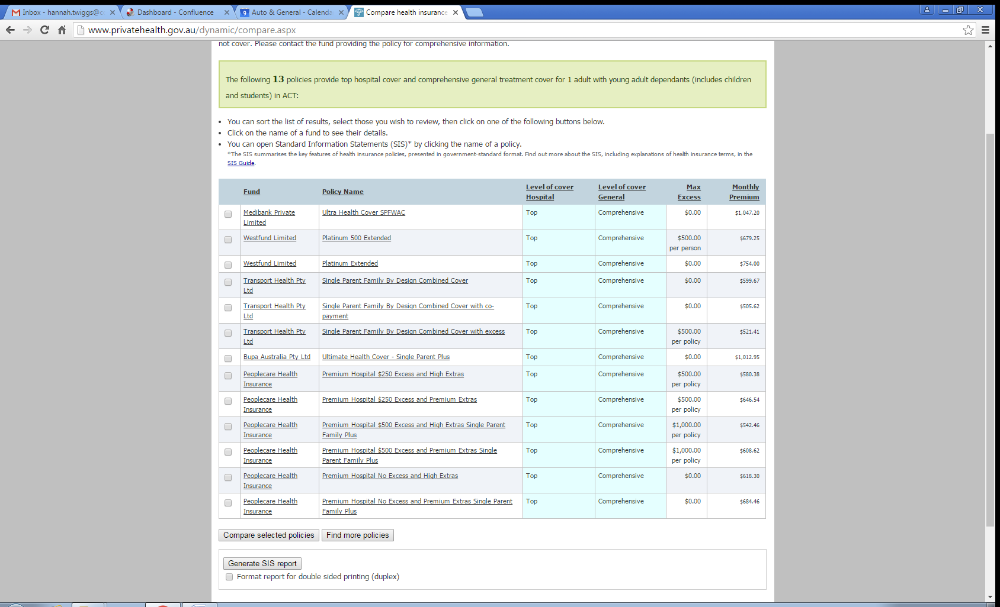 Inbox - hannah.twiggs@c
Dashboard - Confluence
9
Auto & General - Calenda
Compare health insurance
www.privatehealth.gov.au/dynamic/compare.aspx
not cover. Please contact the fund providing the policy for comprehensive information.
The following 13 policies provide top hospital cover and comprehensive general treatment cover for 1 adult with young adult dependants (includes children
and students) in ACT:
• You can sort the list of results, select those you wish to review, then click on one of the following buttons below.
• Click on the name of a fund to see their details.
• You can open Standard Information Statements (SIS)* by clicking the name of a policy.
*The SIS summarises the key features of health insurance policies, presented in government-standard format. Find out more about the SIS, including explanations of health insurance terms, in the
SIS Guide.
Fund Policy Name Level of cover Hospital Level of cover General Max Excess Monthly Premium
Medibank Private Limited Ultra Health Cover SPFWAC Top Comprehensive $0.00 $1,047.20
Westfund Limited Platinum 500 Extended Top Comprehensive $500.00 per person $679.25
Westfund Limited Platinum Extended Top Comprehensive $0.00 $754.00
Transport Health Pty Ltd Single Parent Family By Design Combined Cover Top Comprehensive $0.00 $599.67
Transport Health Pty Ltd Single Parent Family By Design Combined Cover with co-payment Top Comprehensive $0.00 $505.62
Transport Health Pty Ltd Single Parent Family By Design Combined Cover with excess Top Comprehensive $500.00 per policy $521.41
Bupa Australia Pty Ltd Ultimate Health Cover - Single Parent Plus Top Comprehensive $0.00 $1,012.95
Peoplecare Health Insurance Premium Hospital $250 Excess and High Extras Top Comprehensive $500.00 per policy $580.38
Peoplecare Health Insurance Premium Hospital $250 Excess and Premium Extras Top Comprehensive $500.00 per policy $646.54
Peoplecare Health Insurance Premium Hospital $500 Excess and High Extras Single Parent Family Plus Top Comprehensive $1,000.00 per policy $542.46
Peoplecare Health Insurance Premium Hospital $500 Excess and Premium Extras Single Parent Family Plus Top Comprehensive $1,000.00 per policy $608.62
Peoplecare Health Insurance Premium Hospital No Excess and High Extras Top Comprehensive $0.00 $618.30
Peoplecare Health Insurance Premium Hospital No Excess and Premium Extras Single Parent Family Plus Top Comprehensive $0.00 $684.46
Compare selected policies
Find more policies
Generate SIS report
Format report for double sided printing (duplex)